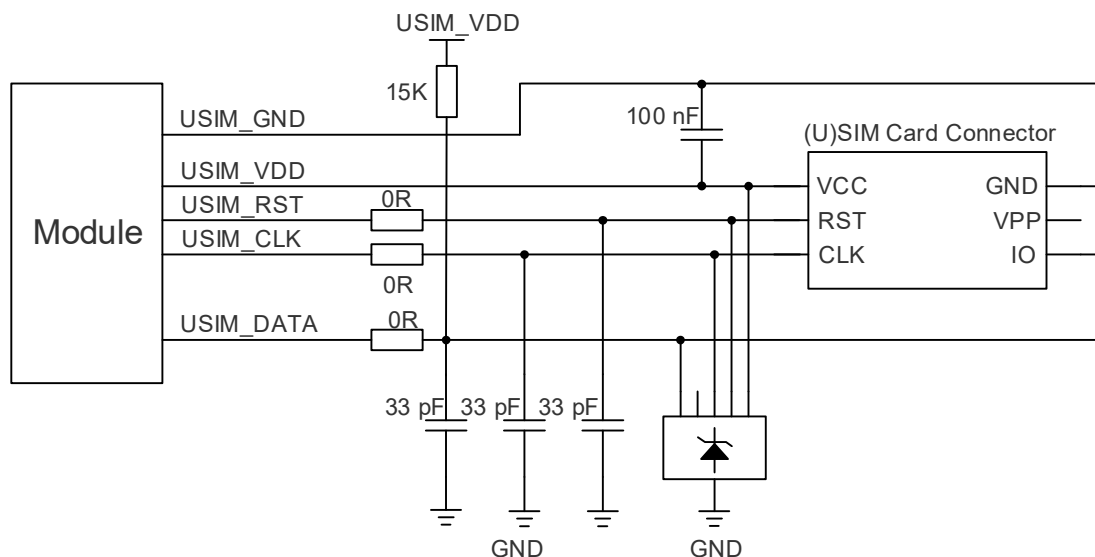 USIM_VDD
15K
100 nF
(U)SIM Card Connector
USIM_GND
USIM_VDD
VCC
GND
USIM_RST
0R
RST
VPP
Module
USIM_CLK
CLK
IO
0R
USIM_DATA
0R
33 pF
33 pF
33 pF
GND
GND